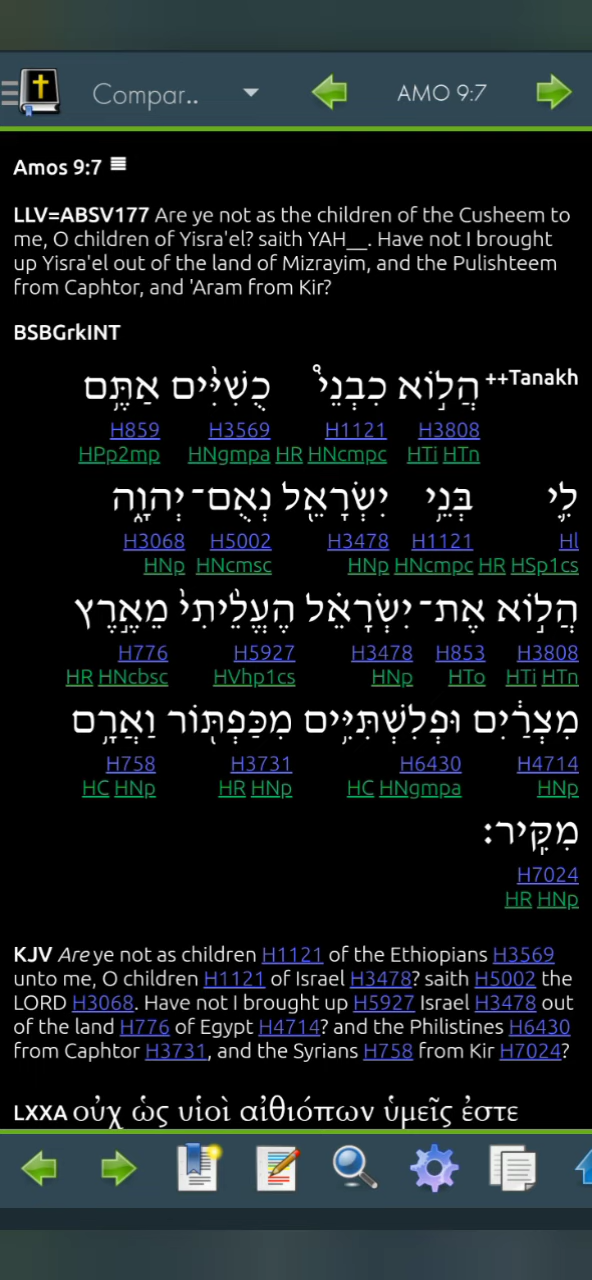 Compar..
AMO 9:7
Amos 9:7
LLV=ABSV177 Are ye not as the children of the Cusheem to
me, O children of Yisra'el? saith YAH__. Have not I brought
up Yisra'el out of the land of Mizrayim, and the Pulishteem
from Caphtor, and 'Aram from Kir?
BSBGrkINT
++Tanakh הֲל֣וֹא כִבְנֵי֩ כֻשִׁיִּ֨ים אַתֶּ֥ם
H859 H3569 H1121 H3808
HPp2mp HNgmpa HR HNcmpc HTi HTn
לִ֛י בְּנֵ֥י יִשְׂרָאֵ֖ל נְאֻם־ יְהוָ֑ה
H3068 H5002 H3478 H1121 Hl
HNp HNcmsc HNp HNcmpc HR HSp1cs
הֲל֣וֹא אֶת־ יִשְׂרָאֵ֗ל הֶעֱלֵ֙יתִי֙ מֵאֶ֣רֶץ
H776 H5927 H3478 H853 H3808
HR HNcbsc HVhp1cs HNp HTo HTi HTn
מִצְרַ֔יִם וּפְלִשְׁתִּיִּ֥ים מִכַּפְתּ֖וֹר וַאֲרָ֥ם
H758 H3731 H6430 H4714
HC HNp HR HNp HC HNgmpa HNp
מִקִּֽיר׃
H7024
HR HNp
KJV Are ye not as children H1121 of the Ethiopians H3569
unto me, O children H1121 of Israel H3478? saith H5002 the
LORD H3068. Have not I brought up H5927 Israel H3478 out
of the land H776 of Egypt H4714? and the Philistines H6430
from Caphtor H3731, and the Syrians H758 from Kir H7024?
LXXA οὐχ ὡς υἱοὶ αἰθιόπων ὑμεῖς ἐστε